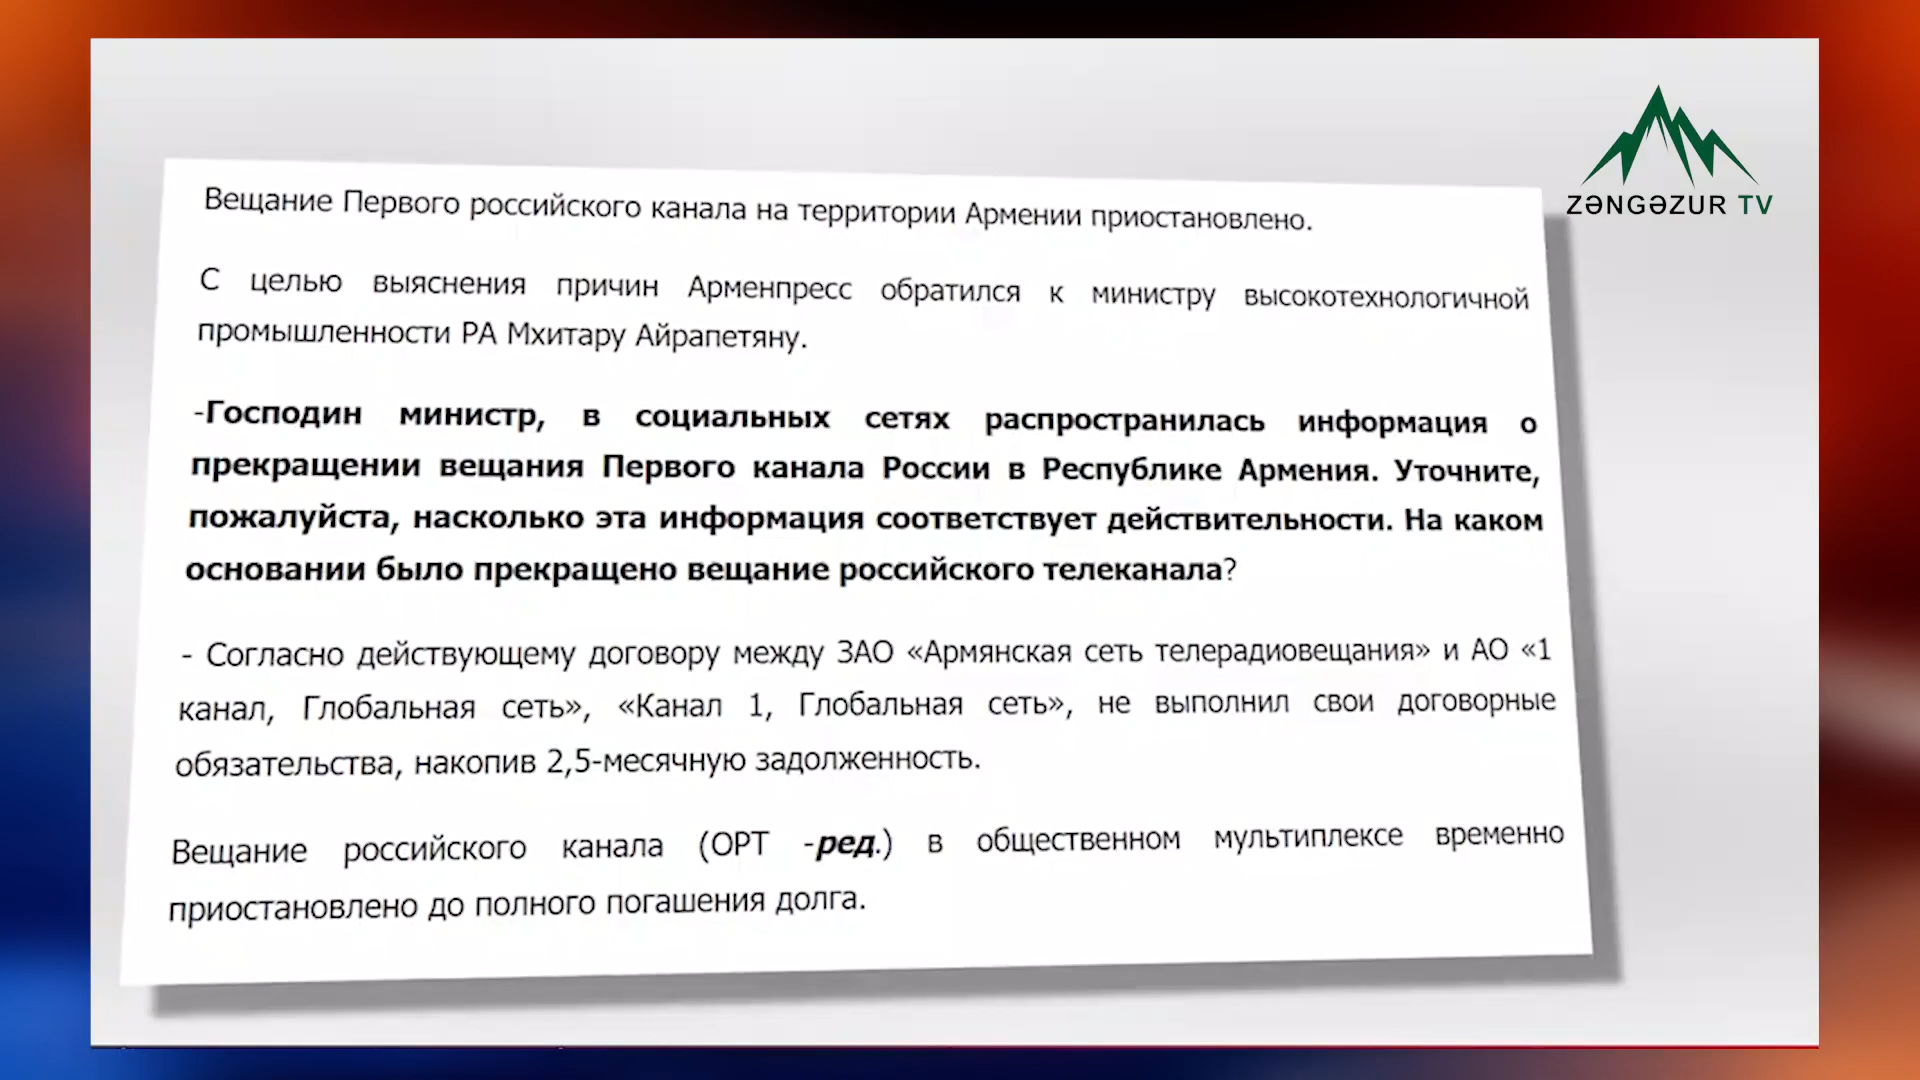 ZƏNGƏZUR TV
Вещание Первого российского канала на территории Армении приостановлено.
С целью выяснения причин Арменпресс обратился к министру высокотехнологичной
промышленности РА Мхитару Айрапетяну.
-Господин министр, в социальных сетях распространилась информация о
прекращении вещания Первого канала России в Республике Армения. Уточните,
пожалуйста, насколько эта информация соответствует действительности. На каком
основании было прекращено вещание российского телеканала?
- Согласно действующему договору между ЗАО «Армянская сеть телерадиовещания» и АО «1
канал, Глобальная сеть», «Канал 1, Глобальная сеть», не выполнил свои договорные
обязательства, накопив 2,5-месячную задолженность.
Вещание российского канала (ОРТ -ред.) в общественном мультиплексе временно
приостановлено до полного погашения долга.